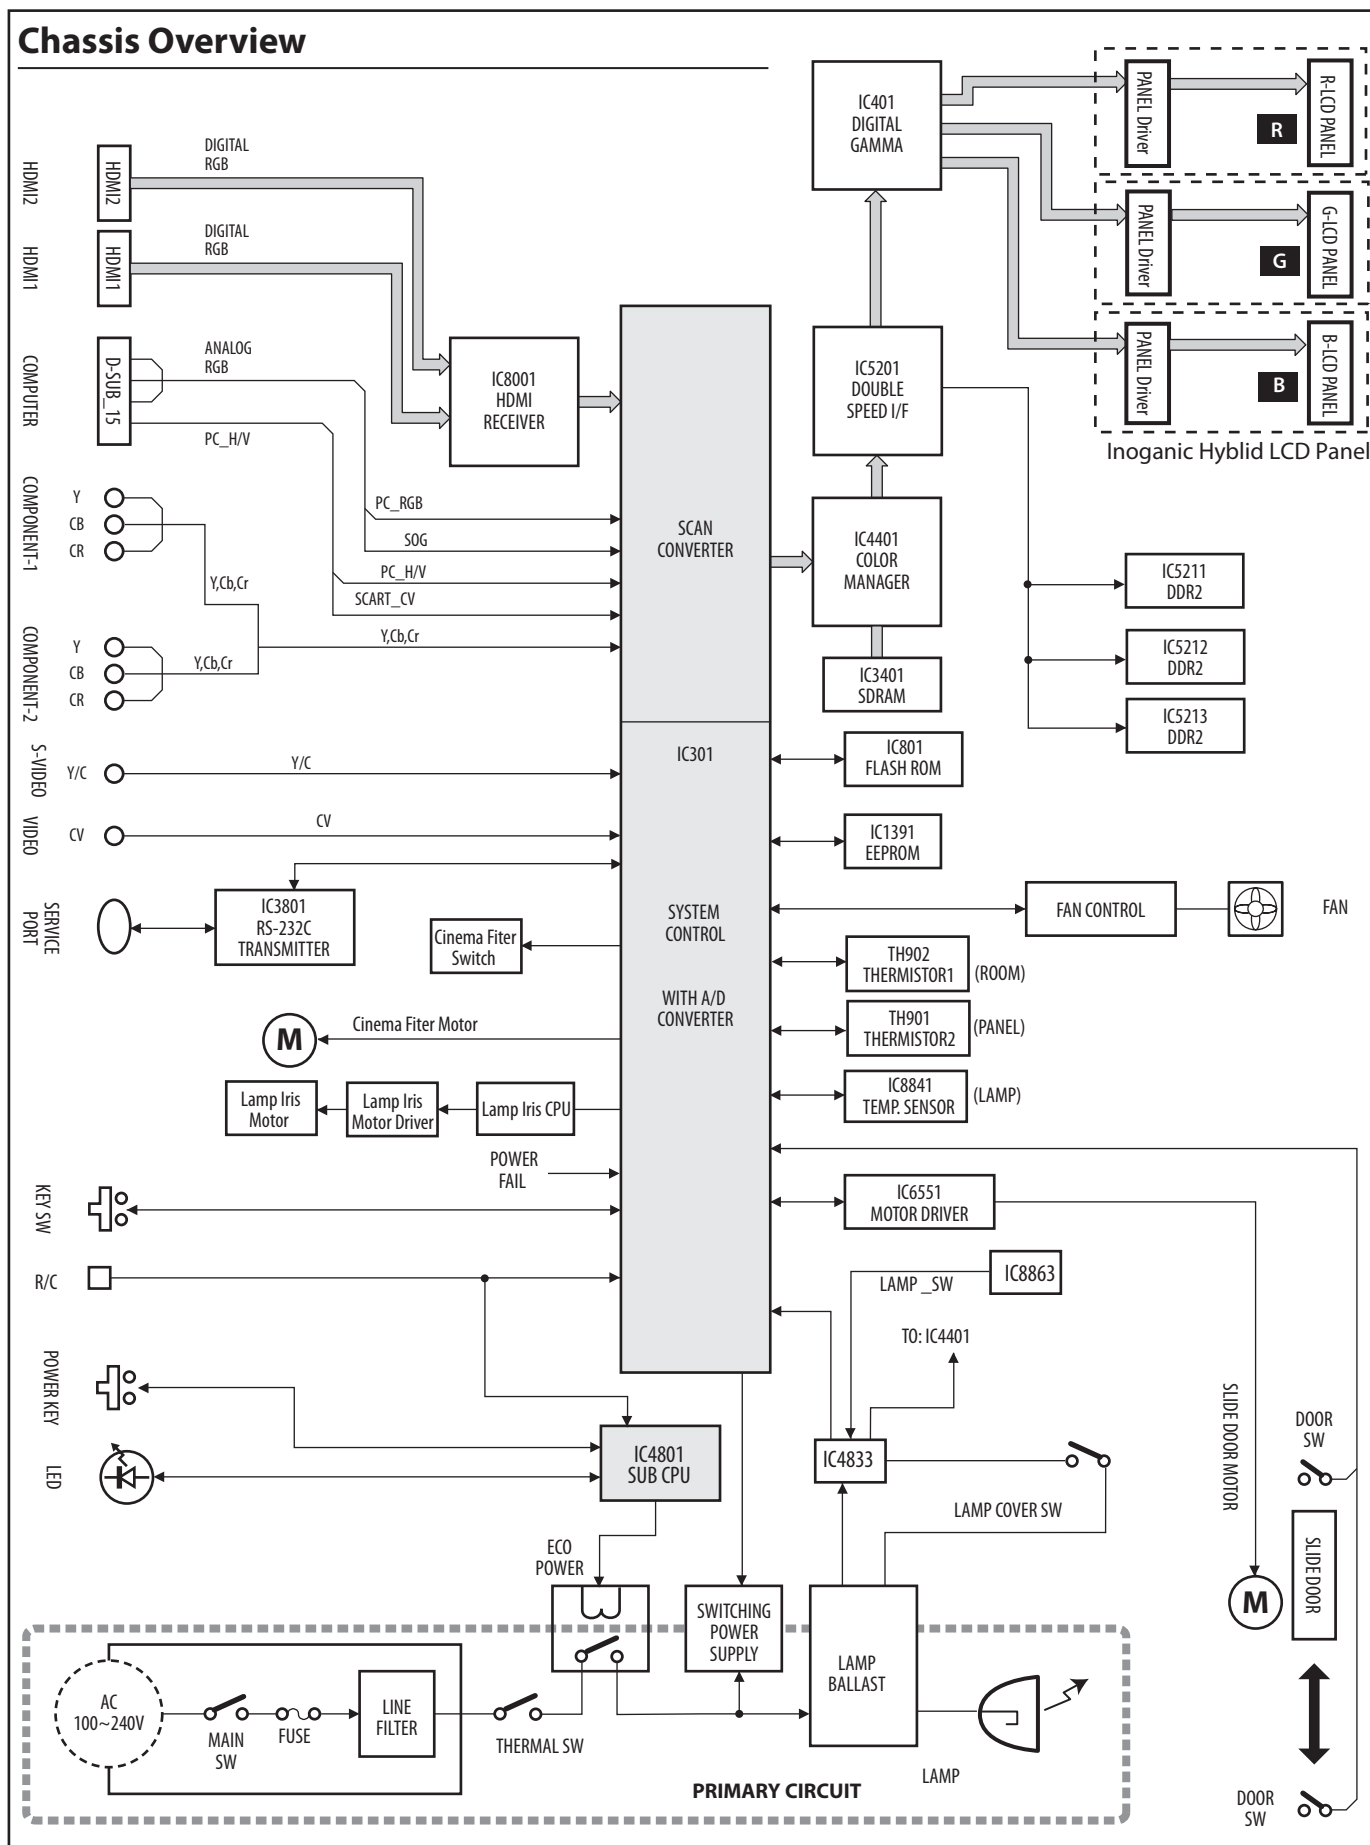 Chassis Overview
HDMI2
HDMI2
DIGITAL
RGB
HDMI1
HDMI1
DIGITAL
RGB
COMPUTER
D-SUB_15
ANALOG
RGB
PC_H/V
IC8001
HDMI
RECEIVER
PC_RGB
SOG
PC_H/V
SCART_CV
Y,Cb,Cr
COMPONENT-1
Y
CB
CR
Y,Cb,Cr
COMPONENT-2
Y
CB
CR
Y,Cb,Cr
S-VIDEO
Y/C
Y/C
VIDEO
CV
CV
SERVICE
PORT
IC3801
RS-232C
TRANSMITTER
Cinema Fiter
Switch
M
Cinema Fiter Motor
Lamp Iris
Motor
Lamp Iris
Motor Driver
Lamp Iris CPU
POWER
FAIL
KEY SW
R/C
POWER KEY
LED
SCAN
CONVERTER
IC301
SYSTEM
CONTROL
WITH A/D
CONVERTER
IC401
DIGITAL
GAMMA
IC5201
DOUBLE
SPEED I/F
IC4401
COLOR
MANAGER
IC3401
SDRAM
PANEL Driver
R
R-LCD PANEL
PANEL Driver
G
G-LCD PANEL
PANEL Driver
B
B-LCD PANEL
Inoganic Hyblid LCD Panel
IC5211
DDR2
IC5212
DDR2
IC5213
DDR2
IC801
FLASH ROM
IC1391
EEPROM
FAN CONTROL
FAN
TH902
THERMISTOR1
(ROOM)
TH901
THERMISTOR2
(PANEL)
IC8841
TEMP. SENSOR
(LAMP)
IC6551
MOTOR DRIVER
IC8863
LAMP _SW
TO: IC4401
IC4833
LAMP COVER SW
SLIDE DOOR MOTOR
DOOR
SW
SLIDE DOOR
M
DOOR
SW
IC4801
SUB CPU
ECO
POWER
SWITCHING
POWER
SUPPLY
LAMP
BALLAST
AC
100~240V
MAIN
SW
FUSE
LINE
FILTER
THERMAL SW
LAMP
PRIMARY CIRCUIT